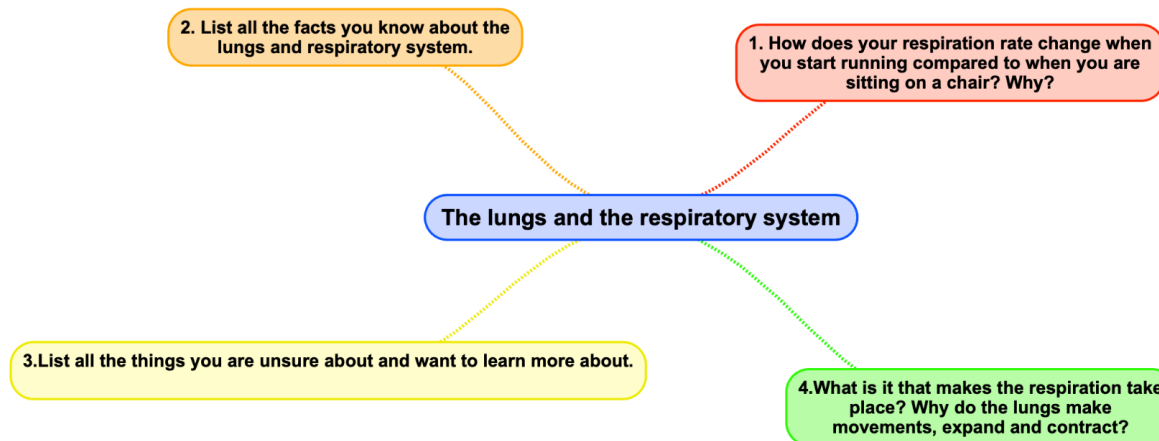 2. List all the facts you know about the
lungs and respiratory system.
1. How does your respiration rate change when
you start running compared to when you are
sitting on a chair? Why?
The lungs and the respiratory system
3.List all the things you are unsure about and want to learn more about.
4.What is it that makes the respiration take
place? Why do the lungs make
movements, expand and contract?